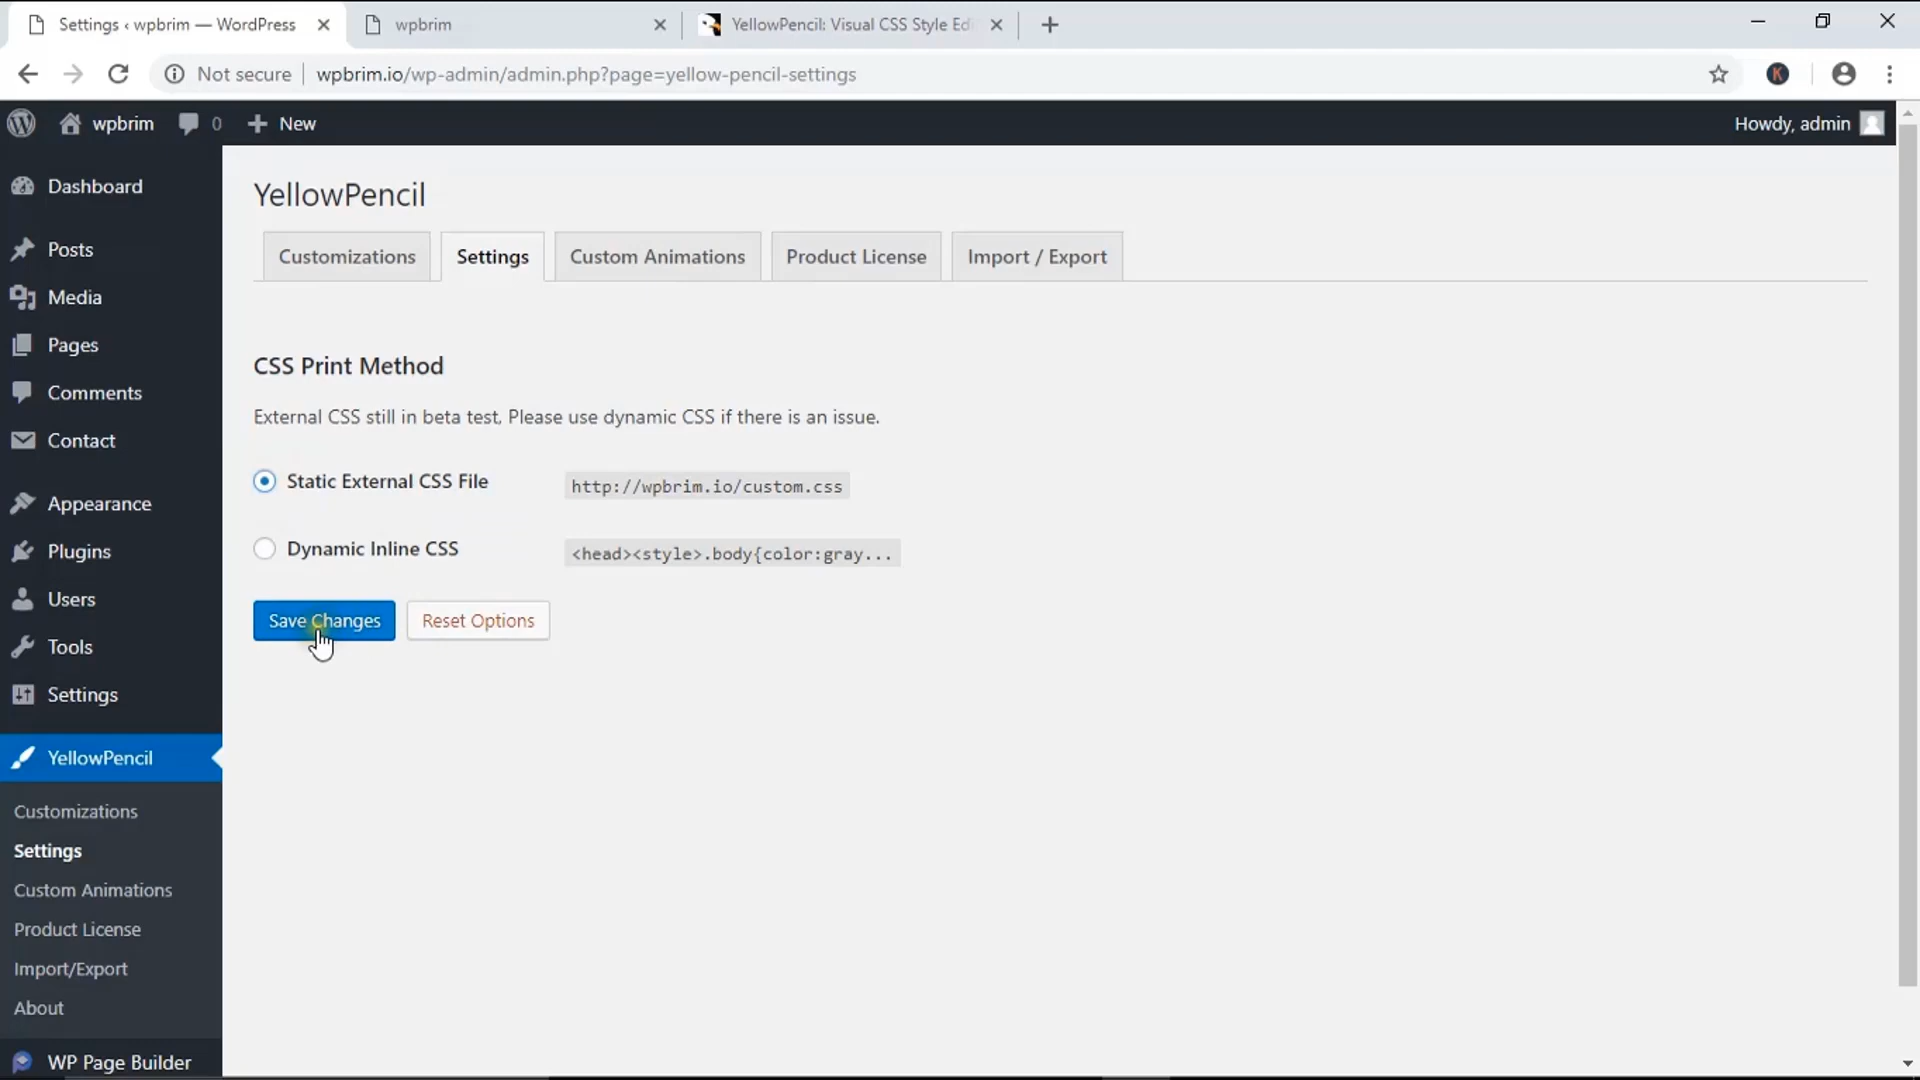 Settings ‹ wpbrim — WordPress
wpbrim
YellowPencil: Visual CSS Style Edi
Not secure
wpbrim.io/wp-admin/admin.php?page=yellow-pencil-settings
K
wpbrim
0
New
Howdy, admin
Dashboard
Posts
Media
Pages
Comments
Contact
Appearance
Plugins
Users
Tools
Settings
YellowPencil
Customizations
Settings
Custom Animations
Product License
Import/Export
About
WP Page Builder
YellowPencil
Customizations
Settings
Custom Animations
Product License
Import / Export
CSS Print Method
External CSS still in beta test. Please use dynamic CSS if there is an issue.
Static External CSS File
http://wpbrim.io/custom.css
Dynamic Inline CSS
<head><style>.body{color:gray...
Save Changes
Reset Options